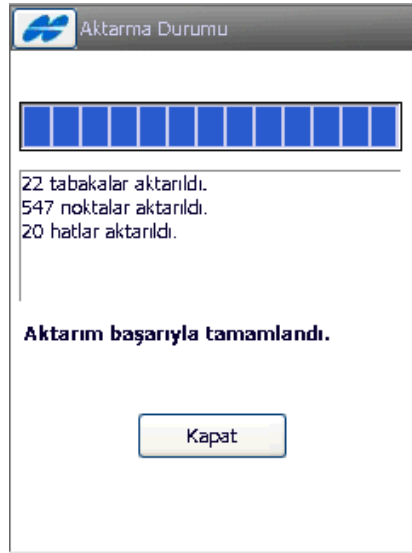 Aktarma Durumu
22 tabakalar aktarıldı.
547 noktalar aktarıldı.
20 hatlar aktarıldı.
Aktarım başarıyla tamamlandı.
Kapat